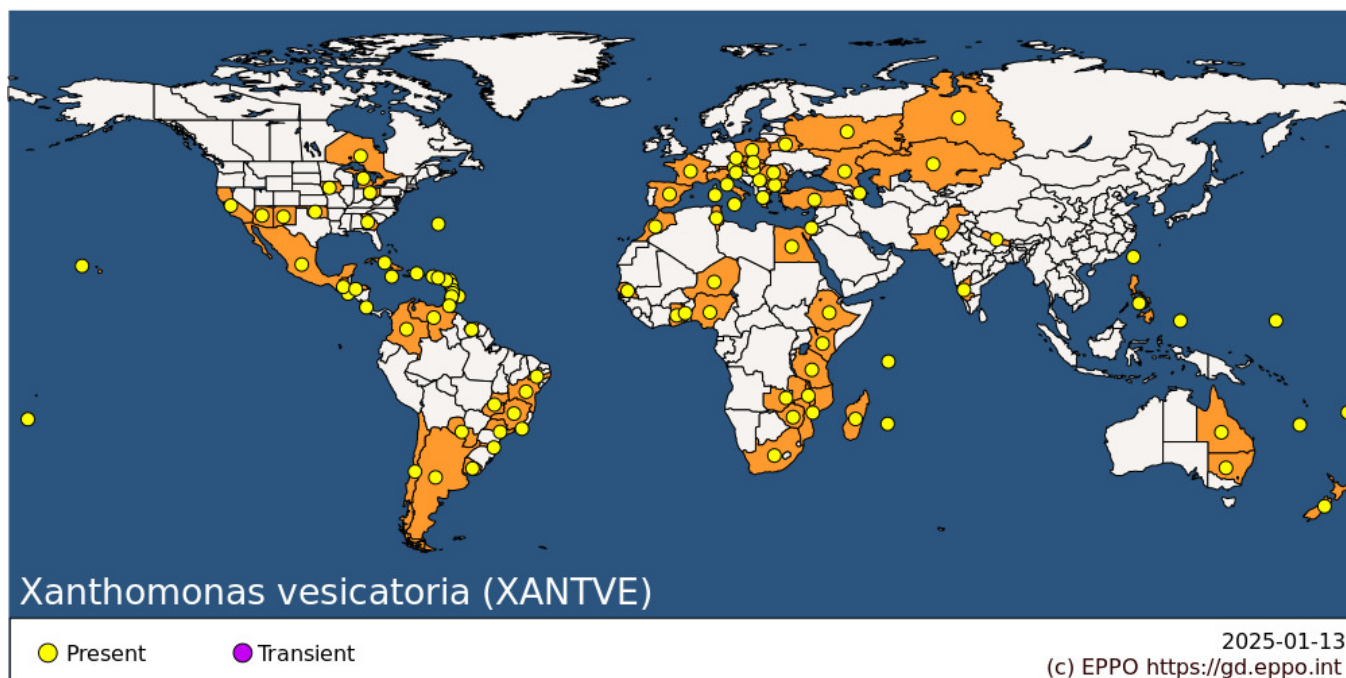 Xanthomonas vesicatoria (XANTVE)
Present
Transient
2025-01-13
(c) EPPO https://gd.eppo.int